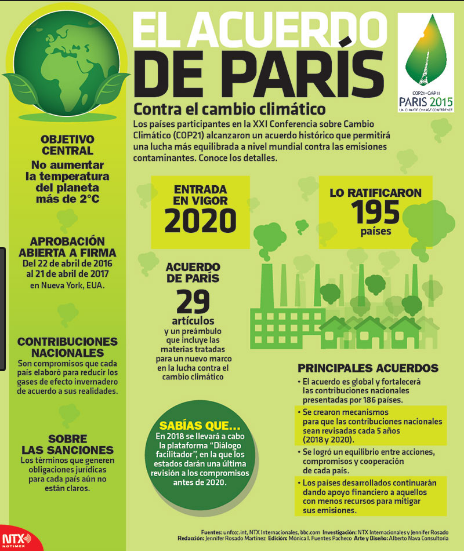 EL ACUERDO
DE PARÍS
Contra el cambio climático
Los países participantes en la XXI Conferencia sobre Cambio
Climático (COP21) alcanzaron un acuerdo histórico que permitirá
una lucha más equilibrada a nivel mundial contra las emisiones
contaminantes. Conoce los detalles.
COP21•CMP11
PARIS 2015
UN CLIMATE CHANGE CONFERENCE
OBJETIVO
CENTRAL
No aumentar
la temperatura
del planeta
más de 2°C
APROBACIÓN
ABIERTA A FIRMA
Del 22 de abril de 2016
al 21 de abril de 2017
en Nueva York, EUA.
CONTRIBUCIONES
NACIONALES
Son compromisos que cada
país elaboró para reducir los
gases de efecto invernadero
de acuerdo a sus realidades.
SOBRE
LAS SANCIONES
Los términos que generen
obligaciones jurídicas
para cada país aún no
están claros.
ENTRADA
EN VIGOR
2020
LO RATIFICARON
195
países
ACUERDO
DE PARÍS
29
artículos
y un preámbulo
que incluye las
materias tratadas
para un nuevo marco
en la lucha contra el
cambio climático
SABÍAS QUE...
En 2018 se llevará a cabo
la plataforma "Diálogo
facilitador", en la que los
estados darán una última
revisión a los compromisos
antes de 2020.
PRINCIPALES ACUERDOS
• El acuerdo es global y fortalecerá
las contribuciones nacionales
presentadas por 186 países.
• Se crearon mecanismos
para que las contribuciones nacionales
sean revisadas cada 5 años
(2018 y 2020).
• Se logró un equilibrio entre acciones,
compromisos y cooperación
de cada país.
• Los países desarrollados continuarán
dando apoyo financiero a aquellos
con menos recursos para mitigar
sus emisiones.
NTX
NOTIMEX
Fuentes: unfccc.int, NTX Internacionales, bbc.com Investigación: NTX Internacionales y Jennifer Rosado
Redacción: Jennifer Rosado Martínez Edición: Mónica I. Fuentes Pacheco Arte y Diseño: Alberto Nava Consultoría